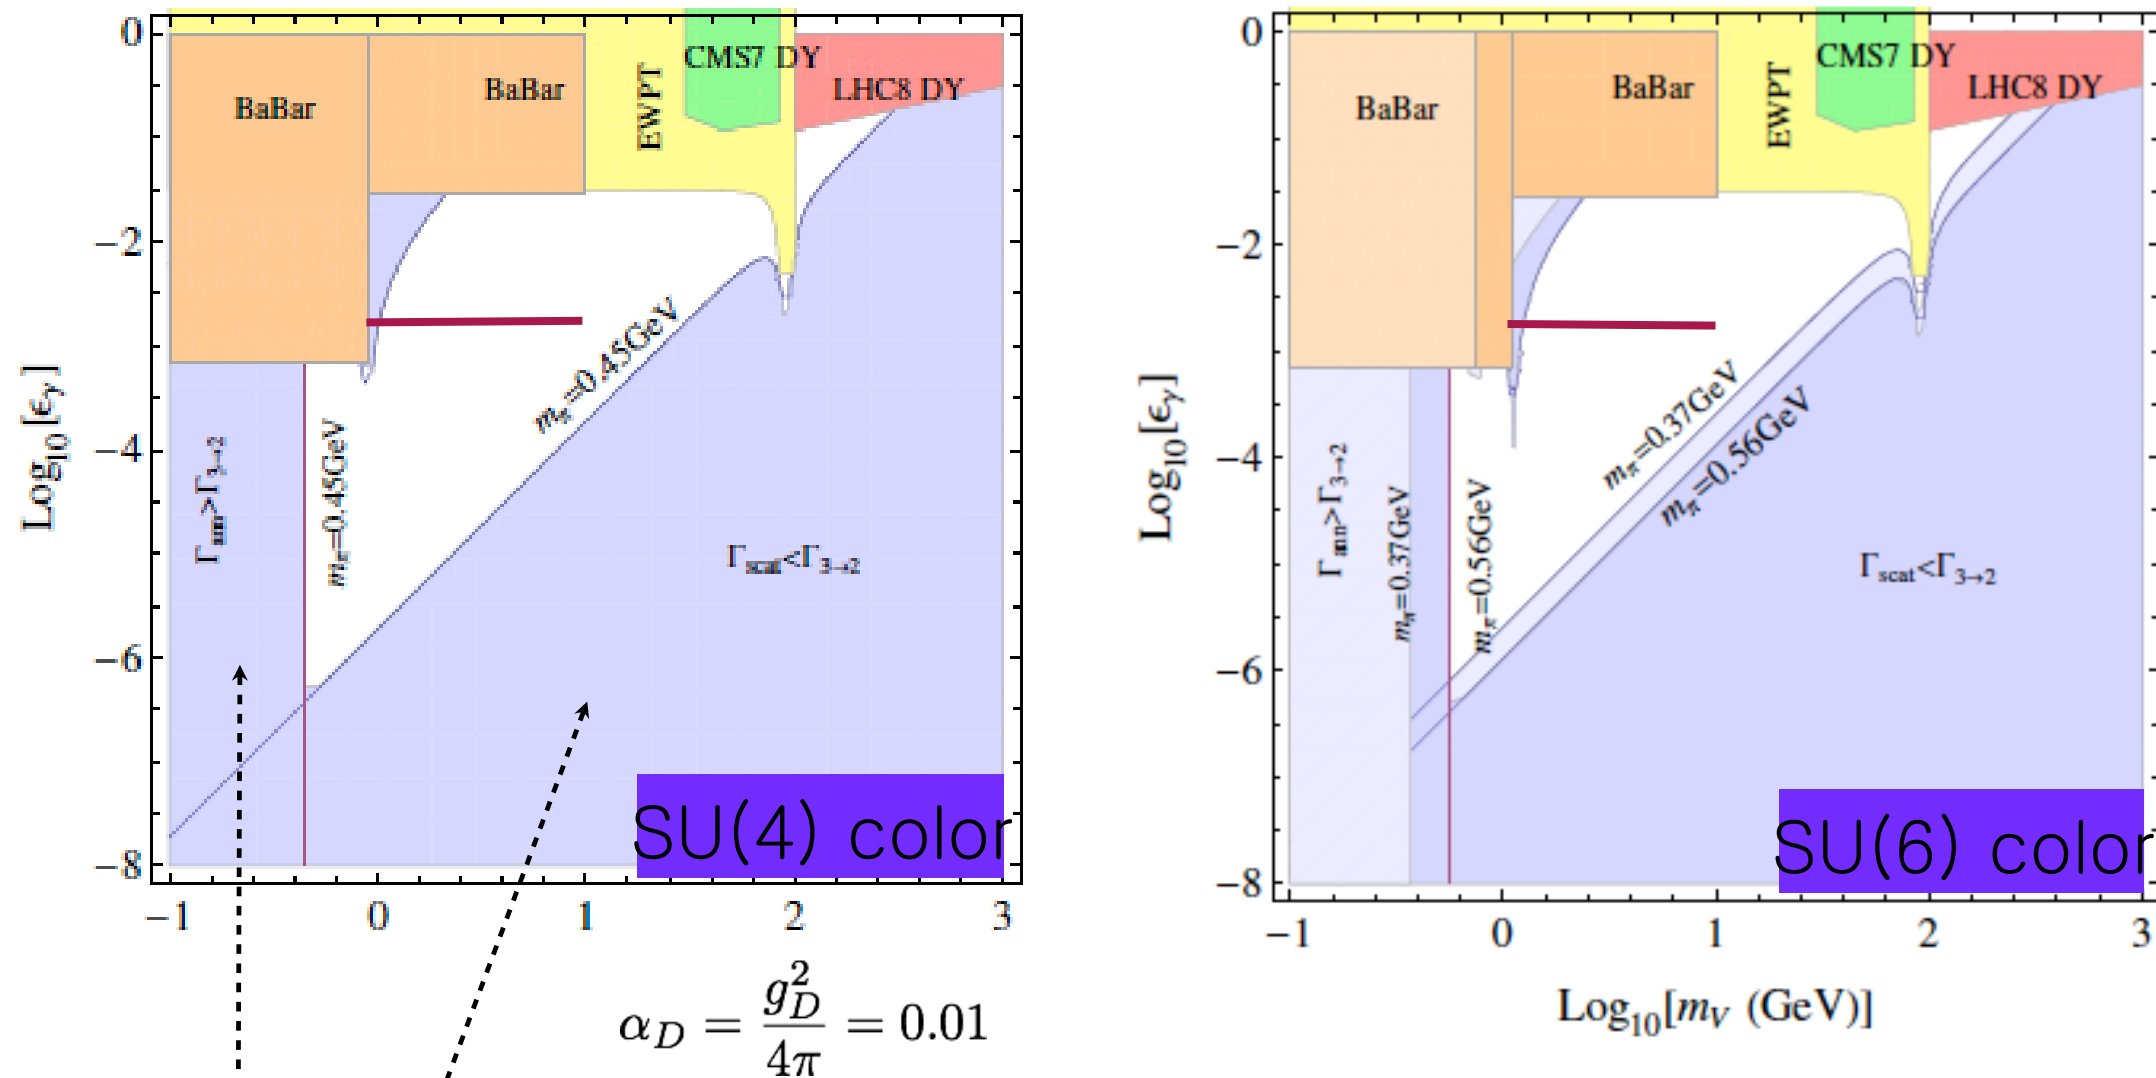 0
−2
−4
−6
−8
Log₁₀[ϵᵧ]
BaBar
BaBar
EWPT
CMS7 DY
LHC8 DY
m_π=0.45GeV
Γ_ann>Γ_3→2
m_π=0.45GeV
Γ_scat<Γ_3→2
SU(4) color
−1 0 1 2 3
α_D = g_D^2/4π = 0.01
0
−2
−4
−6
−8
Log₁₀[ϵᵧ]
BaBar
BaBar
EWPT
CMS7 DY
LHC8 DY
m_π=0.37GeV
m_π=0.56GeV
Γ_ann>Γ_3→2
m_π=0.37GeV
m_π=0.56GeV
Γ_scat<Γ_3→2
SU(6) color
−1 0 1 2 3
Log₁₀[m_V (GeV)]